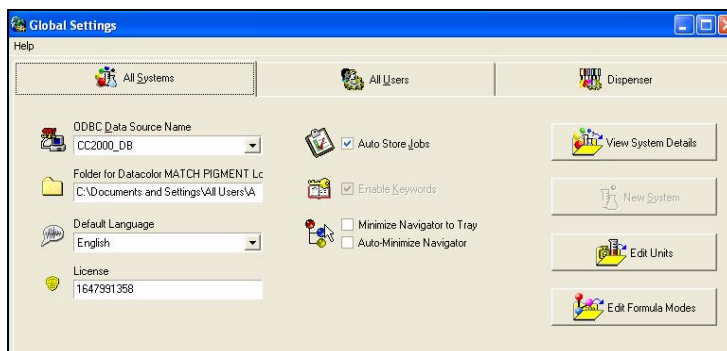 Global Settings
Help
All Systems
All Users
Dispenser
ODBC Data Source Name
CC2000_DB
Folder for Datacolor MATCH PIGMENT Lo
C:\Documents and Settings\All Users\A
Default Language
English
License
1647991358
Auto Store Jobs
Enable Keywords
Minimize Navigator to Tray
Auto-Minimize Navigator
View System Details
New System
Edit Units
Edit Formula Modes